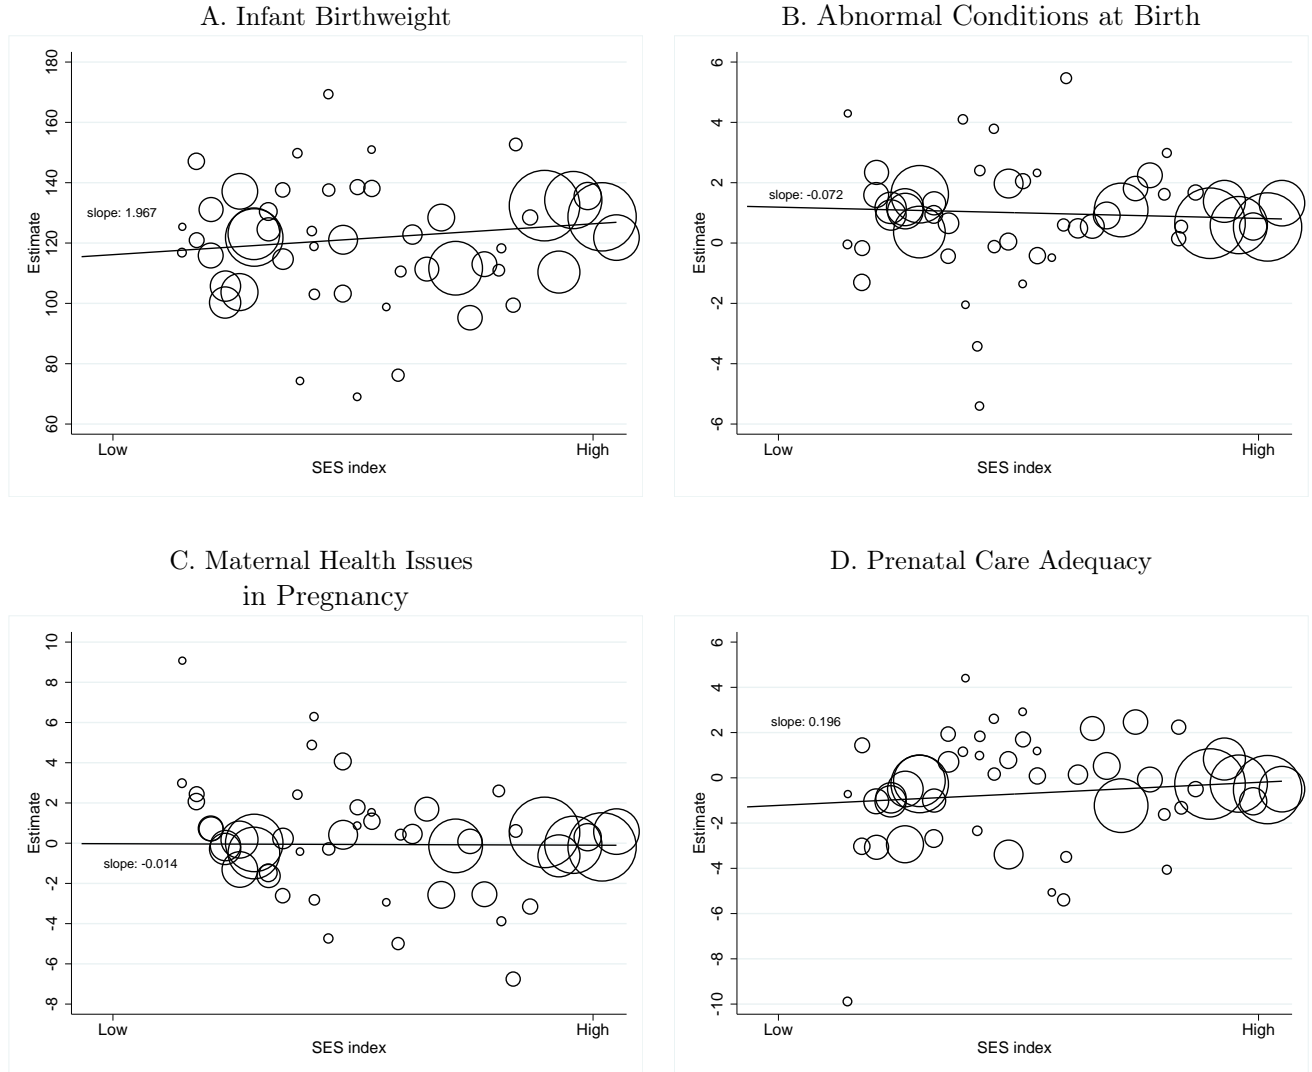 A. Infant Birthweight
B. Abnormal Conditions at Birth
180
160
140
120
100
80
60
Estimate
slope: 1.967
Low
High
SES index
6
4
2
0
-2
-4
-6
Estimate
slope: -0.072
Low
High
SES index
C. Maternal Health Issues
in Pregnancy
D. Prenatal Care Adequacy
10
8
6
4
2
0
-2
-4
-6
-8
Estimate
slope: -0.014
Low
High
SES index
6
4
2
0
-2
-4
-6
-8
-10
Estimate
slope: 0.196
Low
High
SES index